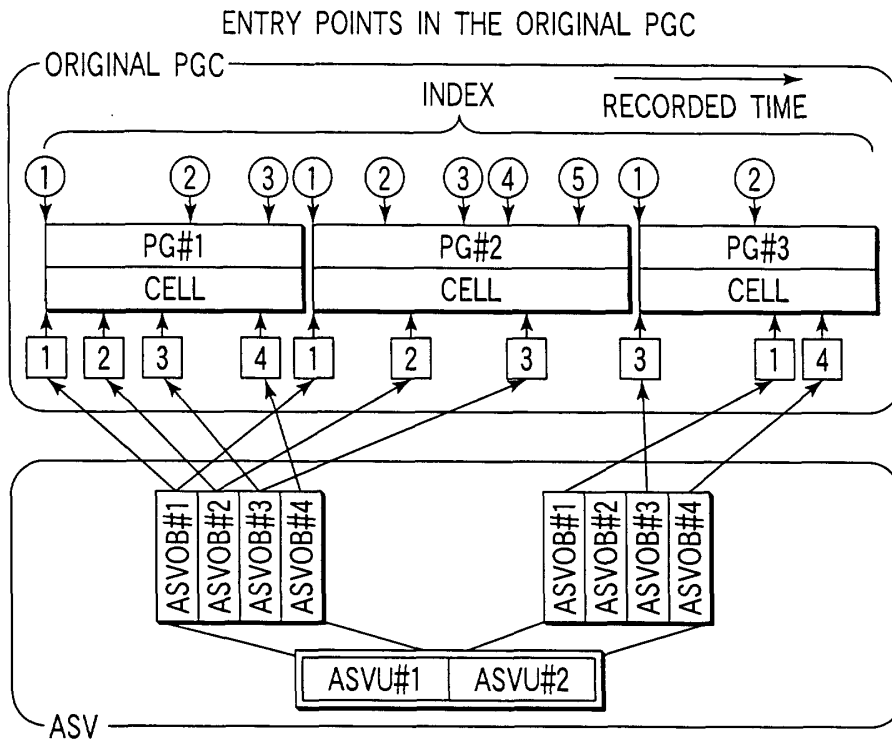 ENTRY POINTS IN THE ORIGINAL PGC
ORIGINAL PGC
INDEX
RECORDED TIME
1 2 3 1 2 3 4 5 1 2
PG#1 PG#2 PG#3
CELL CELL CELL
1 2 3 4 1 2 3 3 1 4
ASVOB#1
ASVOB#2
ASVOB#3
ASVOB#4
ASVOB#1
ASVOB#2
ASVOB#3
ASVOB#4
ASVU#1 ASVU#2
ASV